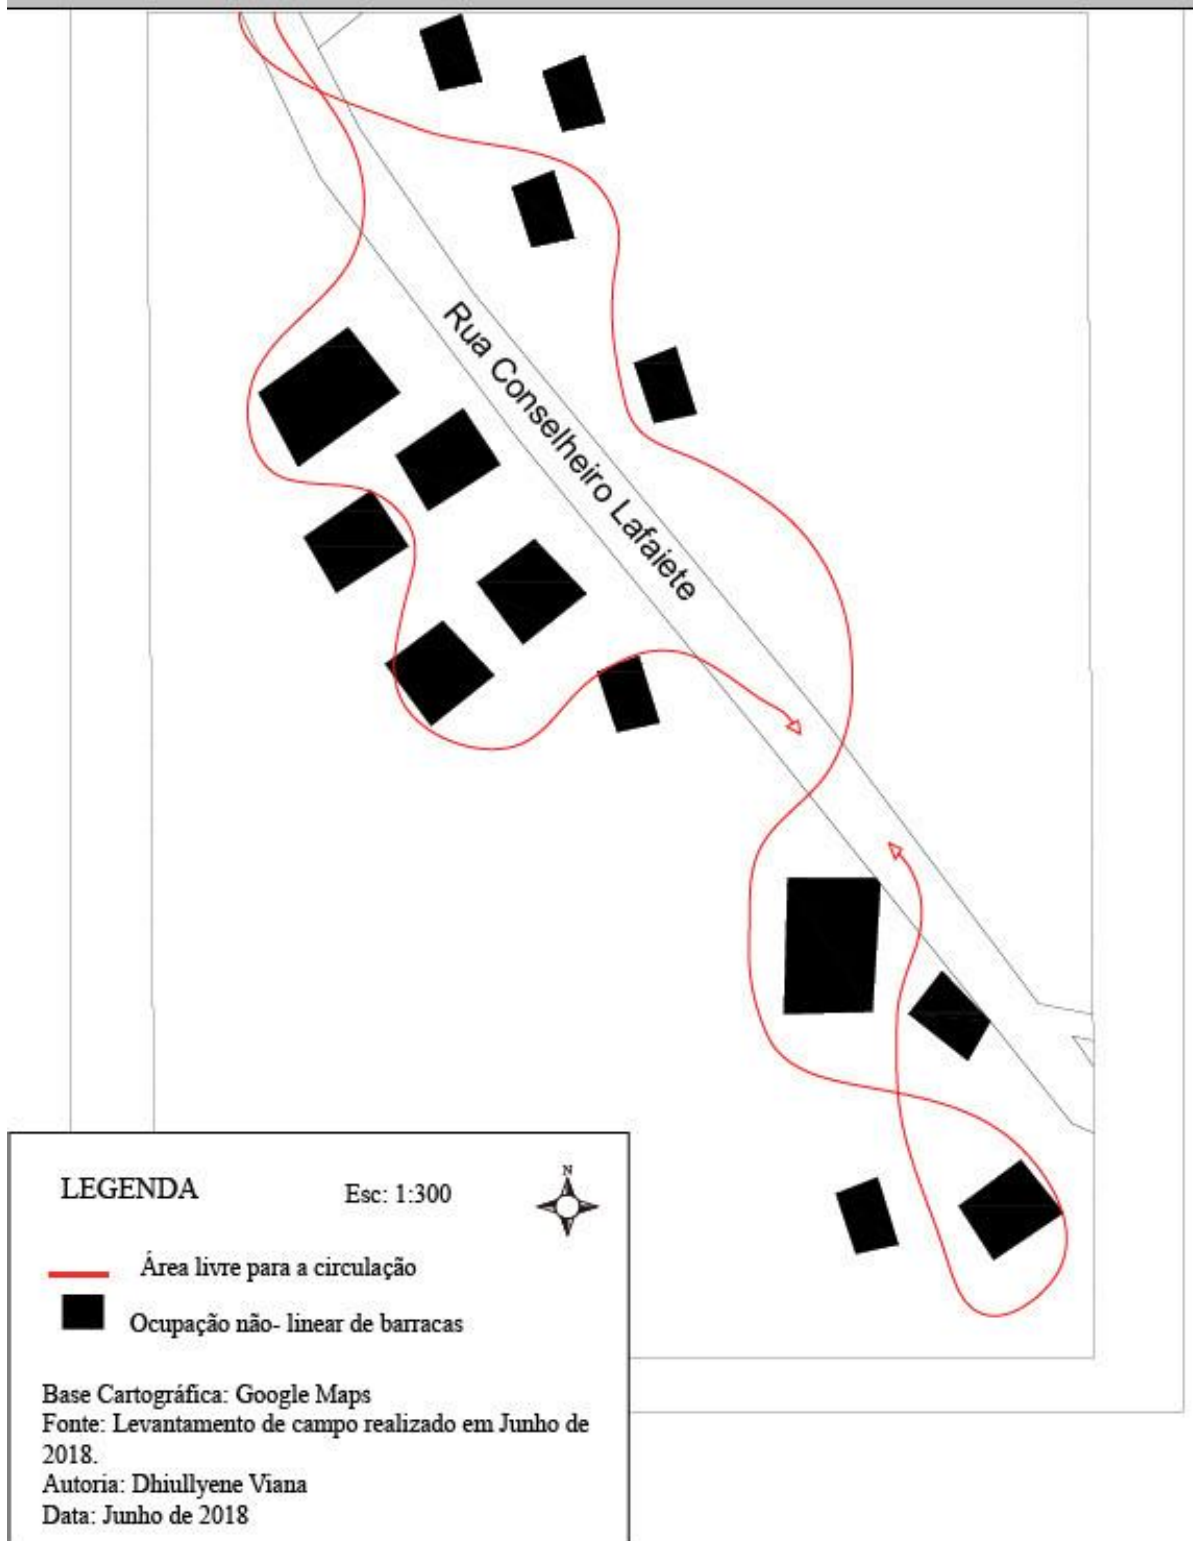 Rua Conselheiro Lafaiete
LEGENDA
Esc: 1:300
N
Área livre para a circulação
Ocupação não- linear de barracas
Base Cartográfica: Google Maps
Fonte: Levantamento de campo realizado em Junho de
2018.
Autoria: Dhiullyene Viana
Data: Junho de 2018